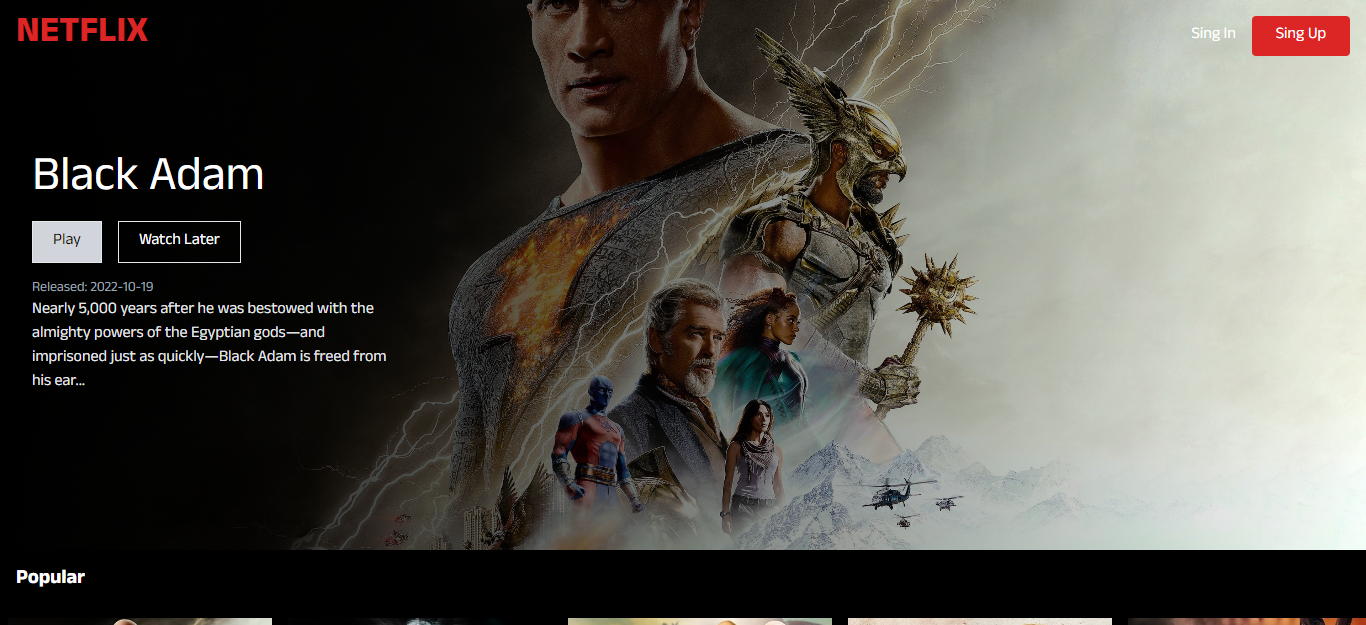 NETFLIX
Sing In
Sing Up
Black Adam
Play
Watch Later
Released: 2022-10-19
Nearly 5,000 years after he was bestowed with the
almighty powers of the Egyptian gods—and
imprisoned just as quickly—Black Adam is freed from
his ear...
Popular